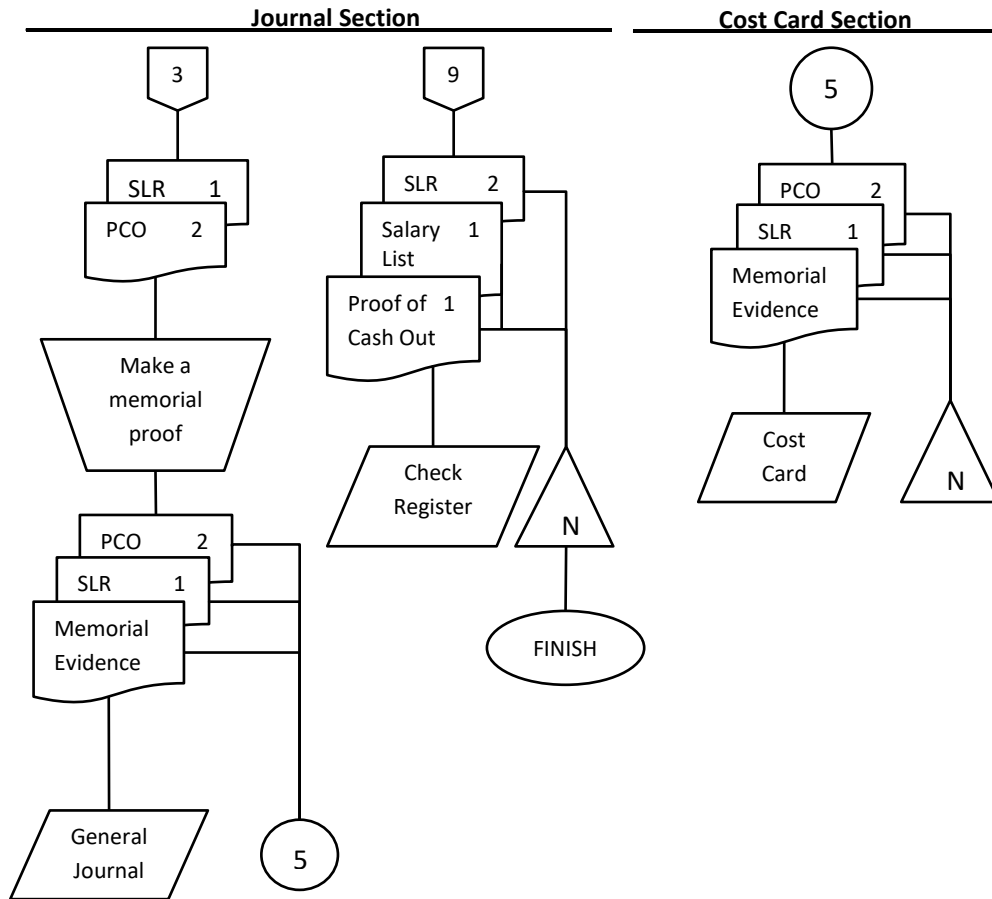 Journal Section
3
SLR 1
PCO 2
Make a
memorial
proof
PCO 2
SLR 1
Memorial
Evidence
General
Journal
5
9
SLR 2
Salary 1
List
Proof of 1
Cash Out
Check
Register
N
FINISH
Cost Card Section
5
PCO 2
SLR 1
Memorial
Evidence
Cost
Card
N